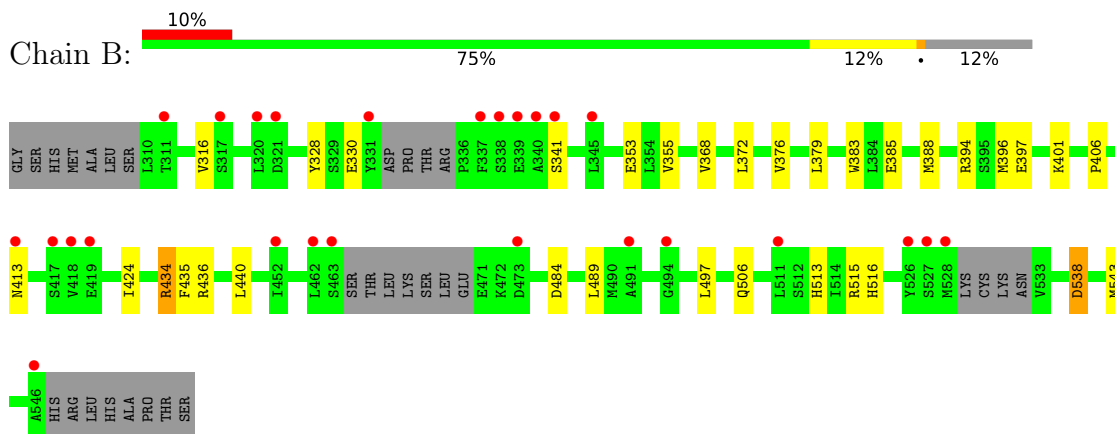 10%
Chain B:
75% 12% • 12%
GLY SER HIS MET ALA LEU SER L310 T311 V316 S317 L320 D321 Y328 S329 E330 Y331 ASP PRO THR ARG P336 F337 S338 E339 A340 S341 L345 E353 L354 V355 V368 L372 V376 L379 W383 L384 E385 M388 R394 S395 M396 E397 K401 P406
N413 S417 V418 E419 I424 R434 F435 R436 L440 I452 L462 S463 SER THR LEU LYS SER LEU GLU E471 K472 D473 D484 L489 M490 A491 G494 L497 Q506 L511 S512 H513 I514 R515 H516 Y526 S527 M528 LYS CYS LYS ASN V533 D538 M543
A546 HIS ARG LEU HIS ALA PRO THR SER